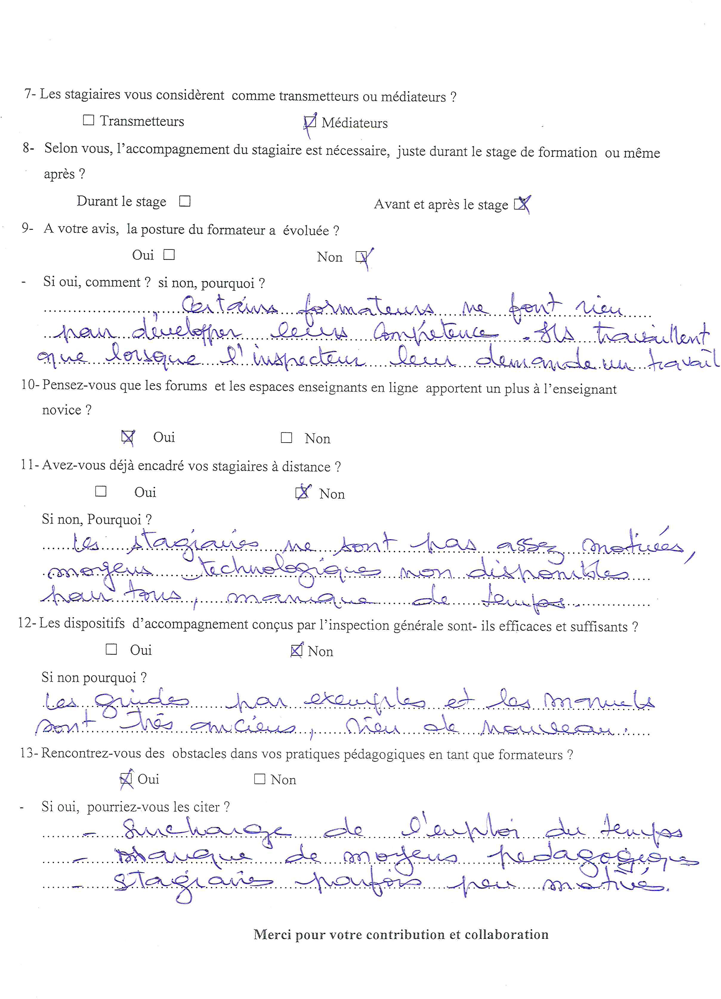 7- Les stagiaires vous considèrent comme transmetteurs ou médiateurs ?
☐ Transmetteurs ☑ Médiateurs
8- Selon vous, l'accompagnement du stagiaire est nécessaire, juste durant le stage de formation ou même
après ?
Durant le stage ☐ Avant et après le stage ☒
9- A votre avis, la posture du formateur a évoluée ?
Oui ☐ Non ☒
- Si oui, comment ? si non, pourquoi ?
, Certains formateurs ne font rien
pour développer leurs compétence. Ils travaillent
que lorsque l'inspecteur leur demande un travail
10- Pensez-vous que les forums et les espaces enseignants en ligne apportent un plus à l'enseignant
novice ?
☒ Oui ☐ Non
11- Avez-vous déjà encadré vos stagiaires à distance ?
☐ Oui ☒ Non
Si non, Pourquoi ?
Les stagiaires ne sont pas assez motivés,
moyens technologiques non disponibles
pour tous, manque de temps.
12- Les dispositifs d'accompagnement conçus par l'inspection générale sont- ils efficaces et suffisants ?
☐ Oui ☒ Non
Si non pourquoi ?
Les guides par exemples et les manuels
sont très anciens, rien de nouveau.
13- Rencontrez-vous des obstacles dans vos pratiques pédagogiques en tant que formateurs ?
☒ Oui ☐ Non
- Si oui, pourriez-vous les citer ?
- Surcharge de l'emploi du temps
- Manque de moyens pedagogiques
- Stagiaires parfois peu motivés.
Merci pour votre contribution et collaboration